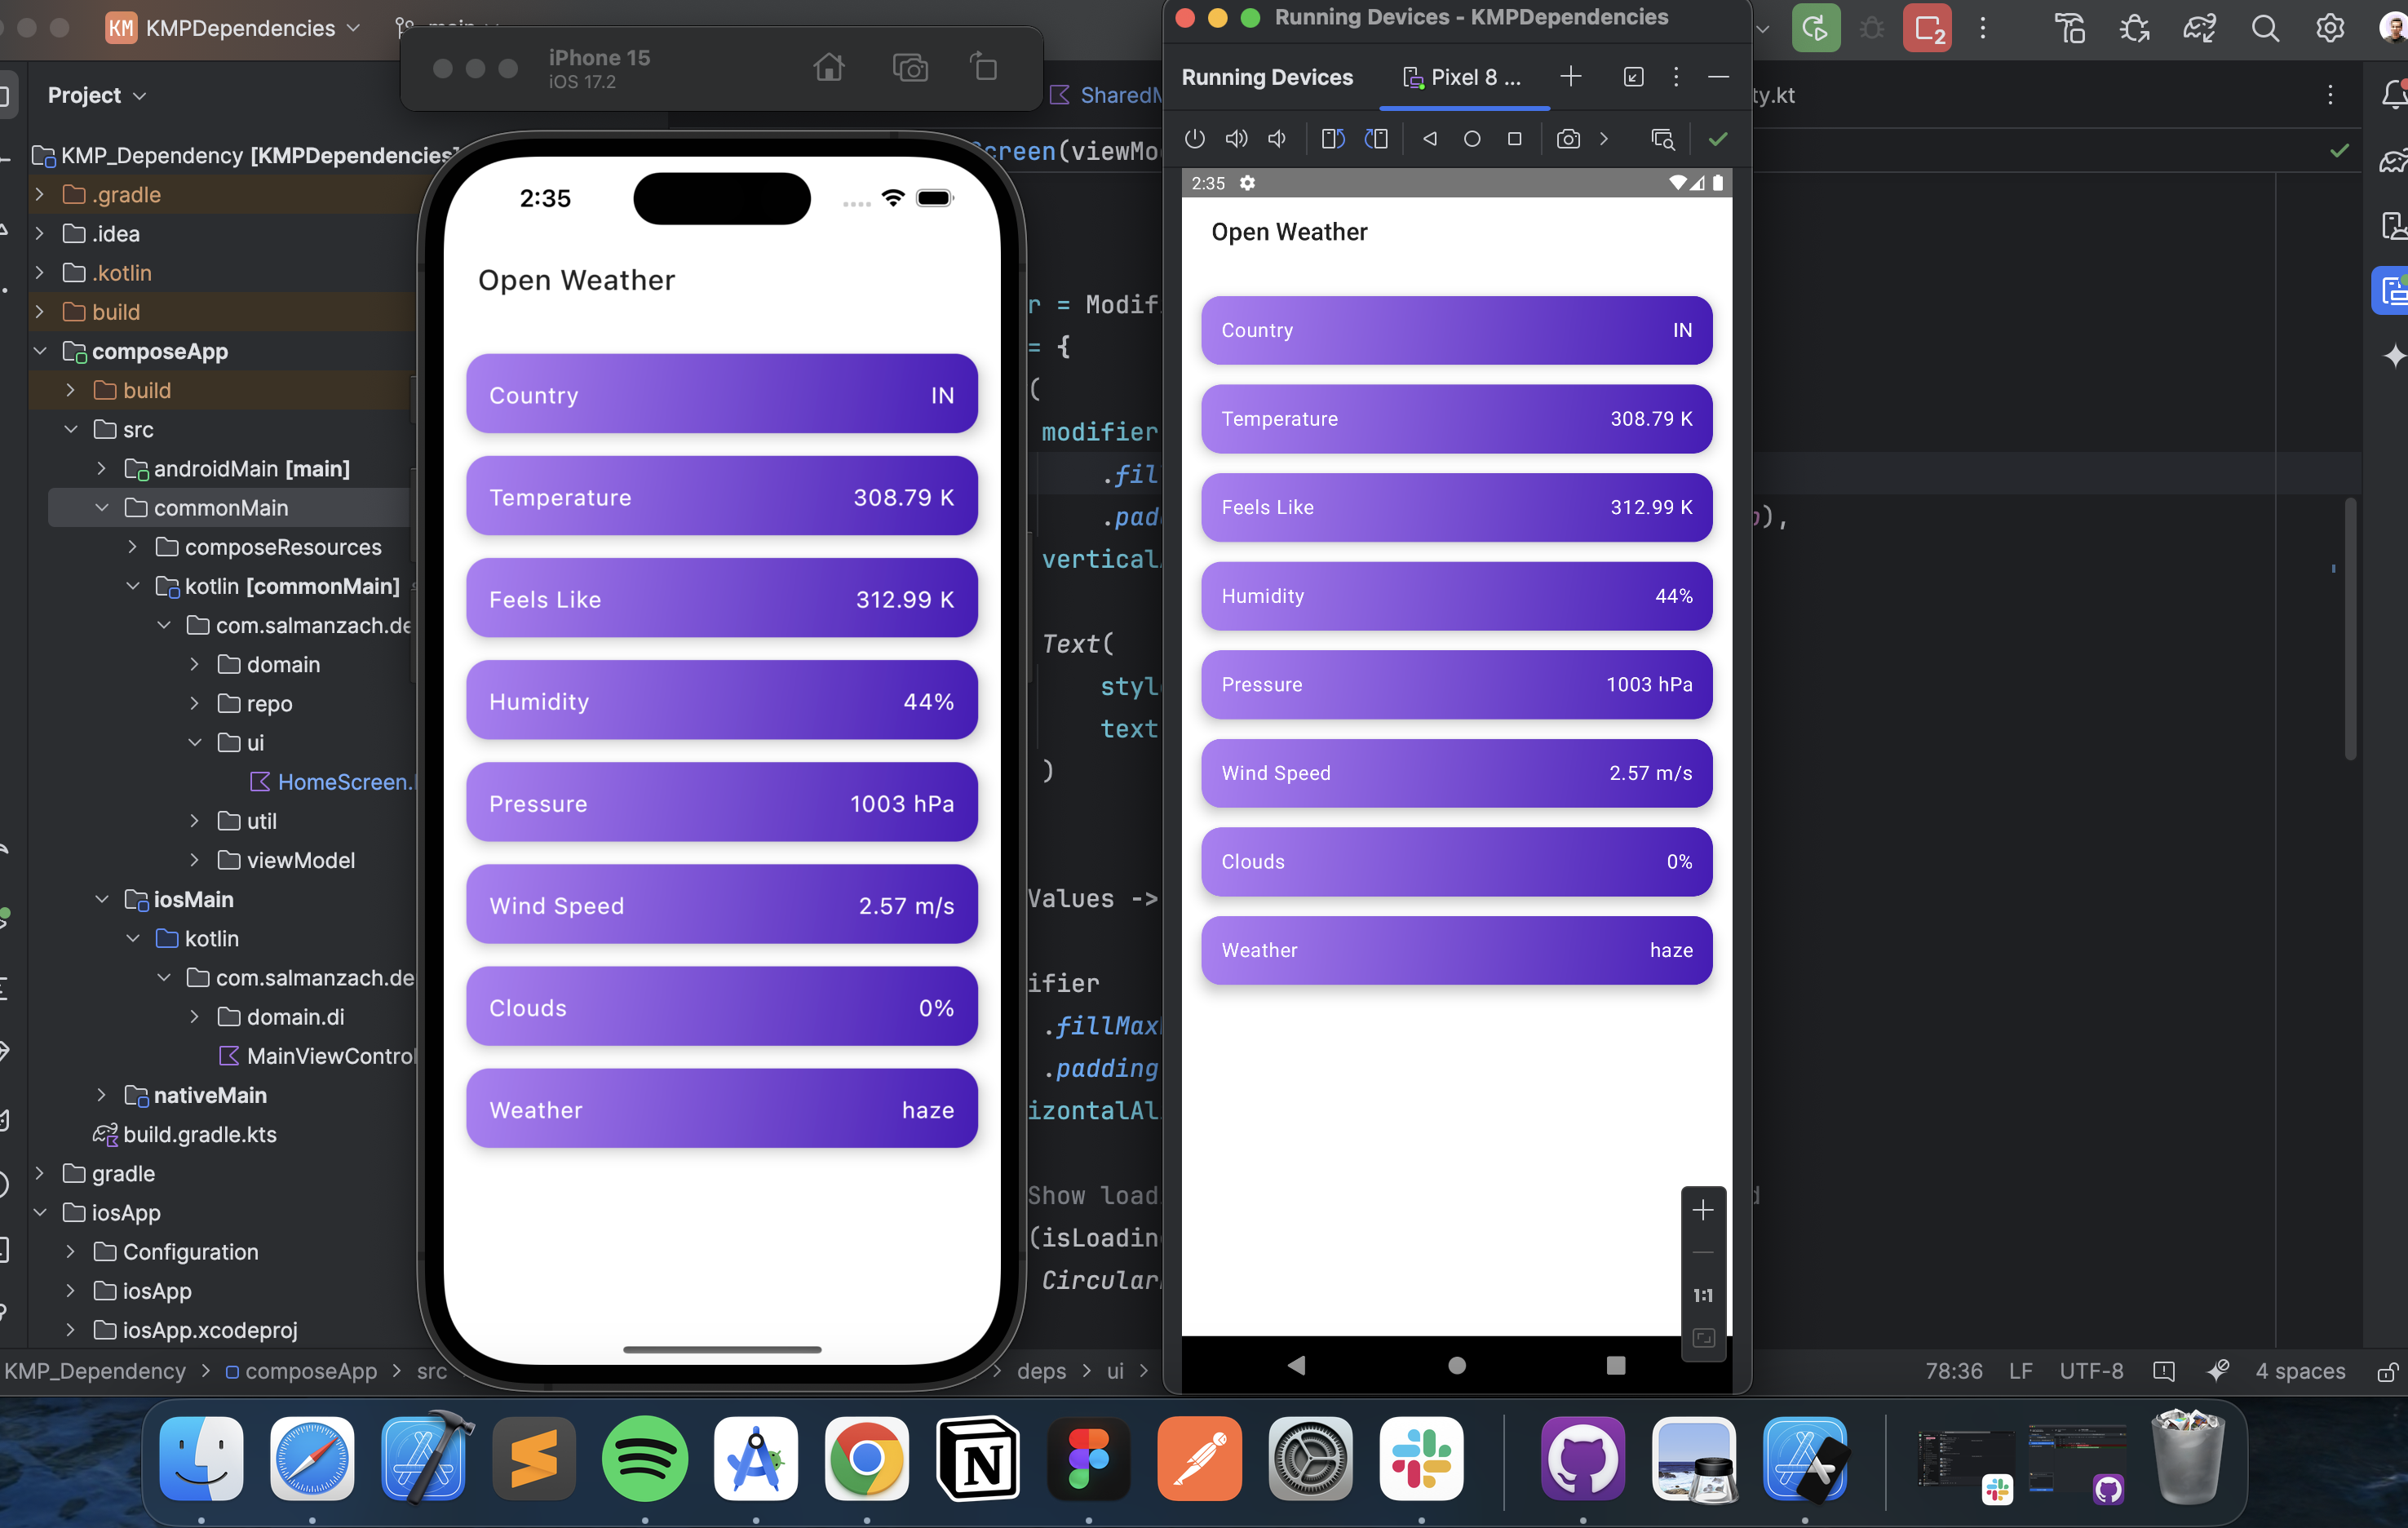 KM KMPDependencies
main
Project
KMP_Dependency [KMPDependencies]
.gradle
.idea
.kotlin
build
composeApp
build
src
androidMain [main]
commonMain
composeResources
kotlin [commonMain]
com.salmanzach.de
domain
repo
ui
HomeScreen.
util
viewModel
iosMain
kotlin
com.salmanzach.de
domain.di
MainViewControl
nativeMain
build.gradle.kts
gradle
iosApp
Configuration
iosApp
iosApp.xcodeproj
iPhone 15
iOS 17.2
2:35
Open Weather
Country IN
Temperature 308.79 K
Feels Like 312.99 K
Humidity 44%
Pressure 1003 hPa
Wind Speed 2.57 m/s
Clouds 0%
Weather haze
SharedM
ty.kt
Screen(viewMo
r = Modif
= {
(
modifier
.fil
.pad
),
vertical
Text(
styl
text
)
Values ->
ifier
.fillMax
.padding
izontalAl
Show load
(isLoadin
Circular
Running Devices - KMPDependencies
Running Devices Pixel 8 ...
2:35
Open Weather
Country IN
Temperature 308.79 K
Feels Like 312.99 K
Humidity 44%
Pressure 1003 hPa
Wind Speed 2.57 m/s
Clouds 0%
Weather haze
1:1
2
KMP_Dependency > composeApp > src > deps > ui >
78:36 LF UTF-8 4 spaces